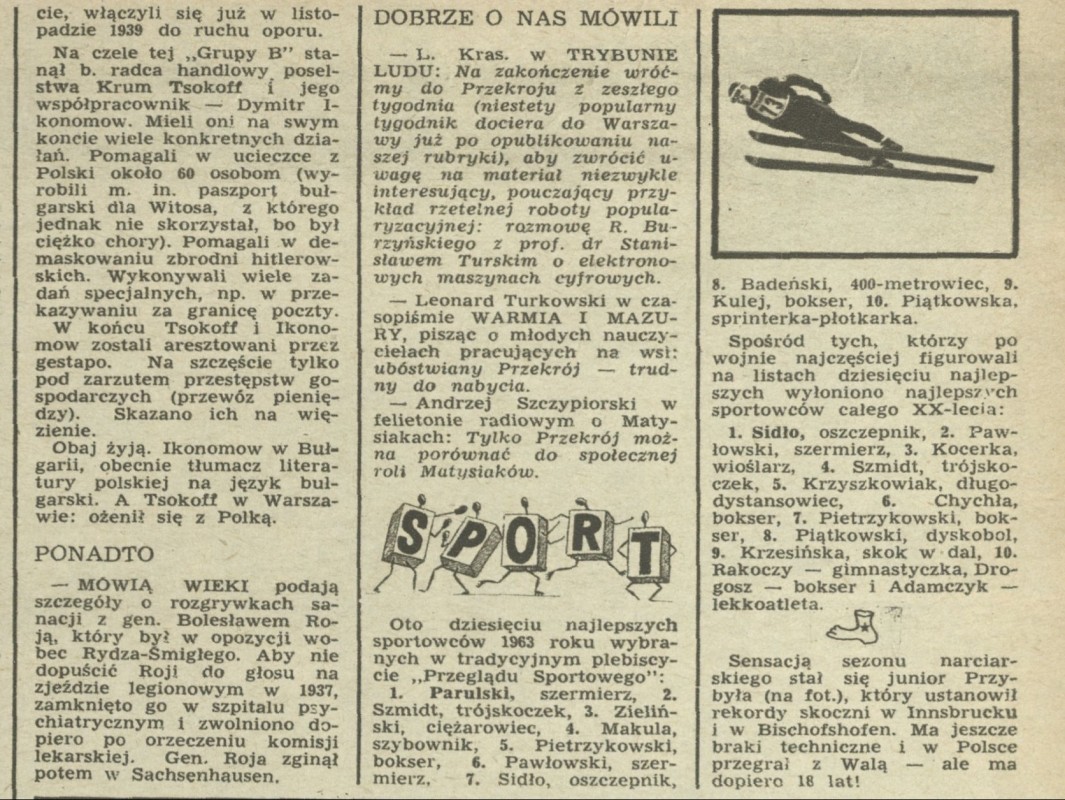 cie, włączyli się już w listo-
padzie 1939 do ruchu oporu.
Na czele tej „Grupy B" sta-
nął b. radca handlowy posel-
stwa Krum Tsokoff i jego
współpracownik — Dymitr I-
konomow. Mieli oni na swym
koncie wiele konkretnych dzia-
łań. Pomagali w ucieczce z
Polski około 60 osobom (wy-
robili m. in. paszport buł-
garski dla Witosa, z którego
jednak nie skorzystał, bo był
ciężko chory). Pomagali w de-
maskowaniu zbrodni hitlerow-
skich. Wykonywali wiele za-
dań specjalnych, np. w prze-
kazywaniu za granicę poczty.
W końcu Tsokoff i Ikono-
mow zostali aresztowani przez
gestapo. Na szczęście tylko
pod zarzutem przestępstw go-
spodarczych (przewóz pienię-
dzy). Skazano ich na wię-
zienie.
Obaj żyją. Ikonomow w Buł-
garii, obecnie tłumacz litera-
tury polskiej na język buł-
garski. A Tsokoff w Warsza-
wie: ożenił się z Polką.
PONADTO
— MÓWIĄ WIEKI podają
szczegóły o rozgrywkach sa-
nacji z gen. Bolesławem Ro-
ją, który był w opozycji wo-
bec Rydza-Śmigłego. Aby nie
dopuścić Roji do głosu na
zjeździe legionowym w 1937,
zamknięto go w szpitalu psy-
chiatrycznym i zwolniono do-
piero po orzeczeniu komisji
lekarskiej. Gen. Roja zginął
potem w Sachsenhausen.
DOBRZE O NAS MÓWILI
— L. Kras. w TRYBUNIE
LUDU: Na zakończenie wróć-
my do Przekroju z zeszłego
tygodnia (niestety popularny
tygodnik dociera do Warsza-
wy już po opublikowaniu na-
szej rubryki), aby zwrócić u-
wagę na materiał niezwykle
interesujący, pouczający przy-
kład rzetelnej roboty popula-
ryzacyjnej: rozmowę R. Bu-
rzyńskiego z prof. dr Stani-
sławem Turskim o elektrono-
wych maszynach cyfrowych.
— Leonard Turkowski w cza-
sopiśmie WARMIA I MAZU-
RY, pisząc o młodych nauczy-
cielach pracujących na wsi:
ubóstwiany Przekrój — trud-
ny do nabycia.
— Andrzej Szczypiorski w
felietonie radiowym o Maty-
siakach: Tylko Przekrój moż-
na porównać do społecznej
roli Matysiaków.
SPORT
Oto dziesięciu najlepszych
sportowców 1963 roku wybra-
nych w tradycyjnym plebiscy-
cie „Przeglądu Sportowego":
1. Parulski, szermierz, 2.
Szmidt, trójskoczek, 3. Zieliń-
ski, ciężarowiec, 4. Makula,
szybownik, 5. Pietrzykowski,
bokser, 6. Pawłowski, szer-
mierz, 7. Sidło, oszczepnik,
73
8. Badeński, 400-metrowiec, 9.
Kulej, bokser, 10. Piątkowska,
sprinterka-płotkarka.
Spośród tych, którzy po
wojnie najczęściej figurowali
na listach dziesięciu najlep-
szych wyłoniono najlepszych
sportowców całego XX-lecia:
1. Sidło, oszczepnik, 2. Paw-
łowski, szermierz, 3. Kocerka,
wioślarz, 4. Szmidt, trójsko-
czek, 5. Krzyszkowiak, długo-
dystansowiec, 6. Chychła,
bokser, 7. Pietrzykowski, bok-
ser, 8. Piątkowski, dyskobol,
9. Krzesińska, skok w dal, 10.
Rakoczy — gimnastyczka, Dro-
gosz — bokser i Adamczyk —
lekkoatleta.
Sensacją sezonu narciar-
skiego stał się junior Przy-
była (na fot.), który ustanowił
rekordy skoczni w Innsbrucku
i w Bischofshofen. Ma jeszcze
braki techniczne i w Polsce
przegrał z Walą — ale ma
dopiero 18 lat!